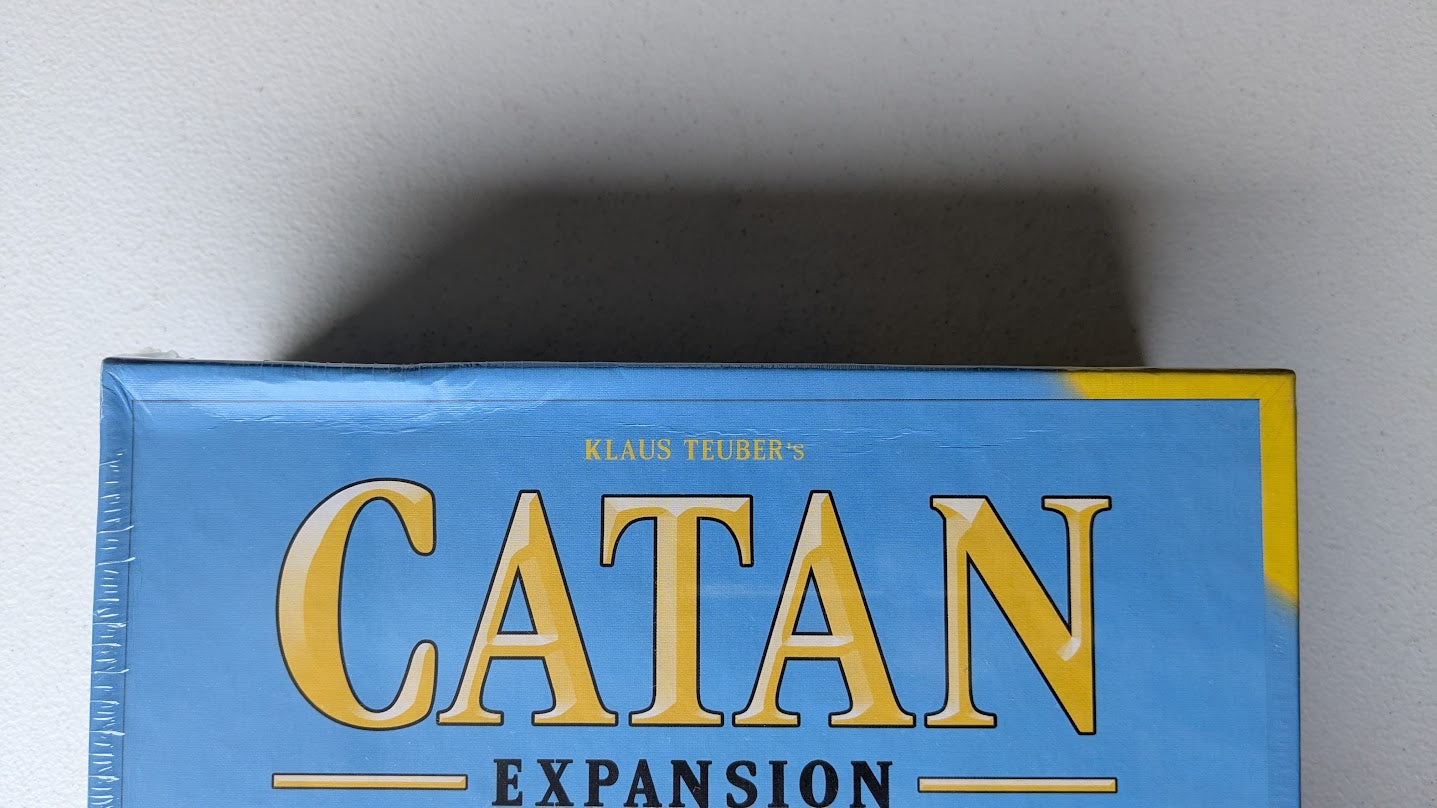 KLAUS TEUBER's
CATAN
EXPANSION